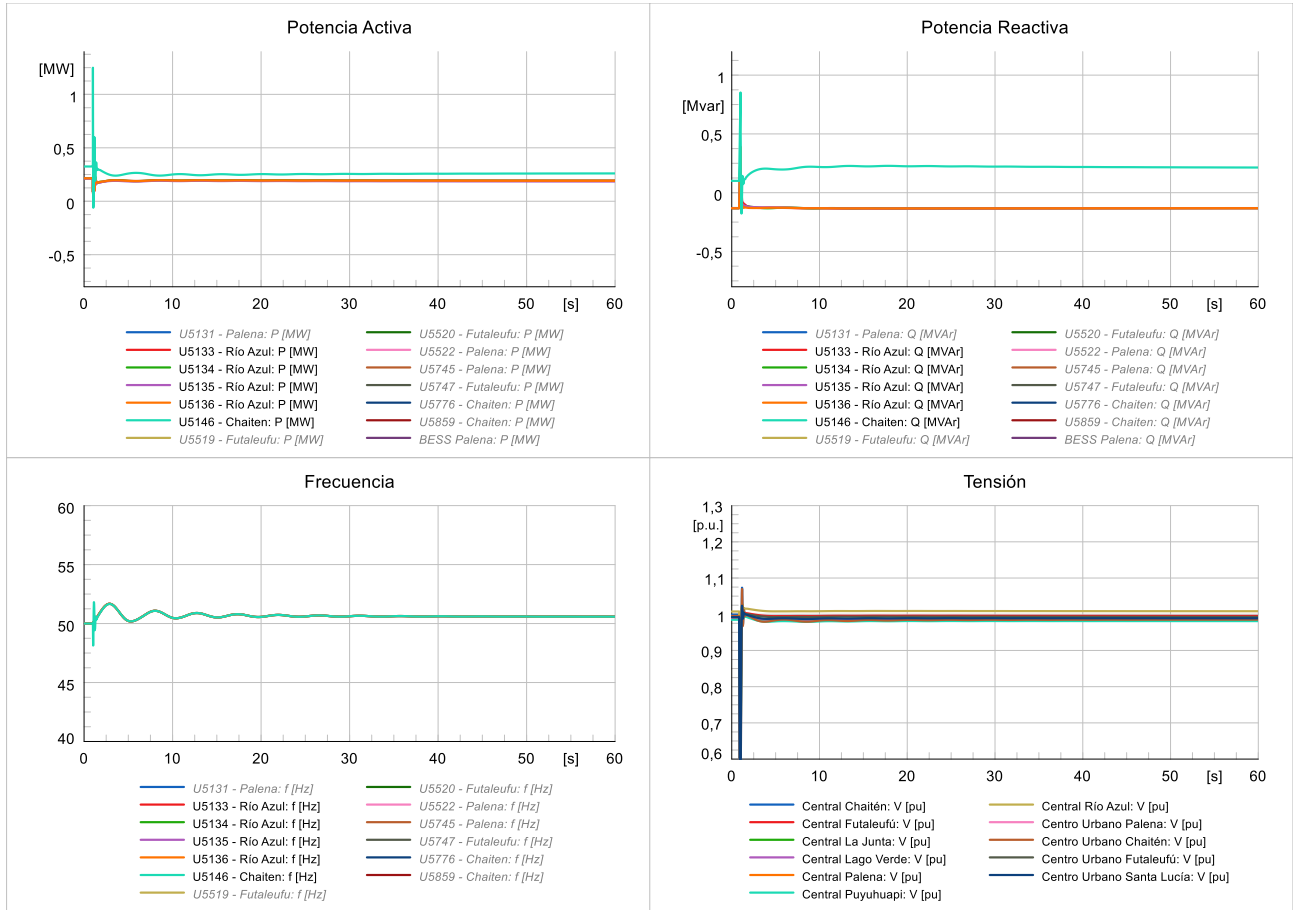 Potencia Activa
[MW]
1
0,5
0
-0,5
0 10 20 30 40 [s] 60
U5131 - Palena: P [MW]
U5133 - Río Azul: P [MW]
U5134 - Río Azul: P [MW]
U5135 - Río Azul: P [MW]
U5136 - Río Azul: P [MW]
U5146 - Chaiten: P [MW]
U5519 - Futaleufu: P [MW]
U5520 - Futaleufu: P [MW]
U5522 - Palena: P [MW]
U5745 - Palena: P [MW]
U5747 - Futaleufu: P [MW]
U5776 - Chaiten: P [MW]
U5859 - Chaiten: P [MW]
BESS Palena: P [MW]
Potencia Reactiva
1
[Mvar]
0,5
0
-0,5
0 10 20 30 40 [s] 60
U5131 - Palena: Q [MVAr]
U5133 - Río Azul: Q [MVAr]
U5134 - Río Azul: Q [MVAr]
U5135 - Río Azul: Q [MVAr]
U5136 - Río Azul: Q [MVAr]
U5146 - Chaiten: Q [MVAr]
U5519 - Futaleufu: Q [MVAr]
U5520 - Futaleufu: Q [MVAr]
U5522 - Palena: Q [MVAr]
U5745 - Palena: Q [MVAr]
U5747 - Futaleufu: Q [MVAr]
U5776 - Chaiten: Q [MVAr]
U5859 - Chaiten: Q [MVAr]
BESS Palena: Q [MVAr]
Frecuencia
60
55
50
45
40
0 10 20 30 40 [s] 60
U5131 - Palena: f [Hz]
U5133 - Río Azul: f [Hz]
U5134 - Río Azul: f [Hz]
U5135 - Río Azul: f [Hz]
U5136 - Río Azul: f [Hz]
U5146 - Chaiten: f [Hz]
U5519 - Futaleufu: f [Hz]
U5520 - Futaleufu: f [Hz]
U5522 - Palena: f [Hz]
U5745 - Palena: f [Hz]
U5747 - Futaleufu: f [Hz]
U5776 - Chaiten: f [Hz]
U5859 - Chaiten: f [Hz]
Tensión
1,3
[p.u.]
1,2
1,1
1
0,9
0,8
0,7
0,6
0 10 20 30 40 [s] 60
Central Chaitén: V [pu]
Central Futaleufú: V [pu]
Central La Junta: V [pu]
Central Lago Verde: V [pu]
Central Palena: V [pu]
Central Puyuhuapi: V [pu]
Central Río Azul: V [pu]
Centro Urbano Palena: V [pu]
Centro Urbano Chaitén: V [pu]
Centro Urbano Futaleufú: V [pu]
Centro Urbano Santa Lucía: V [pu]